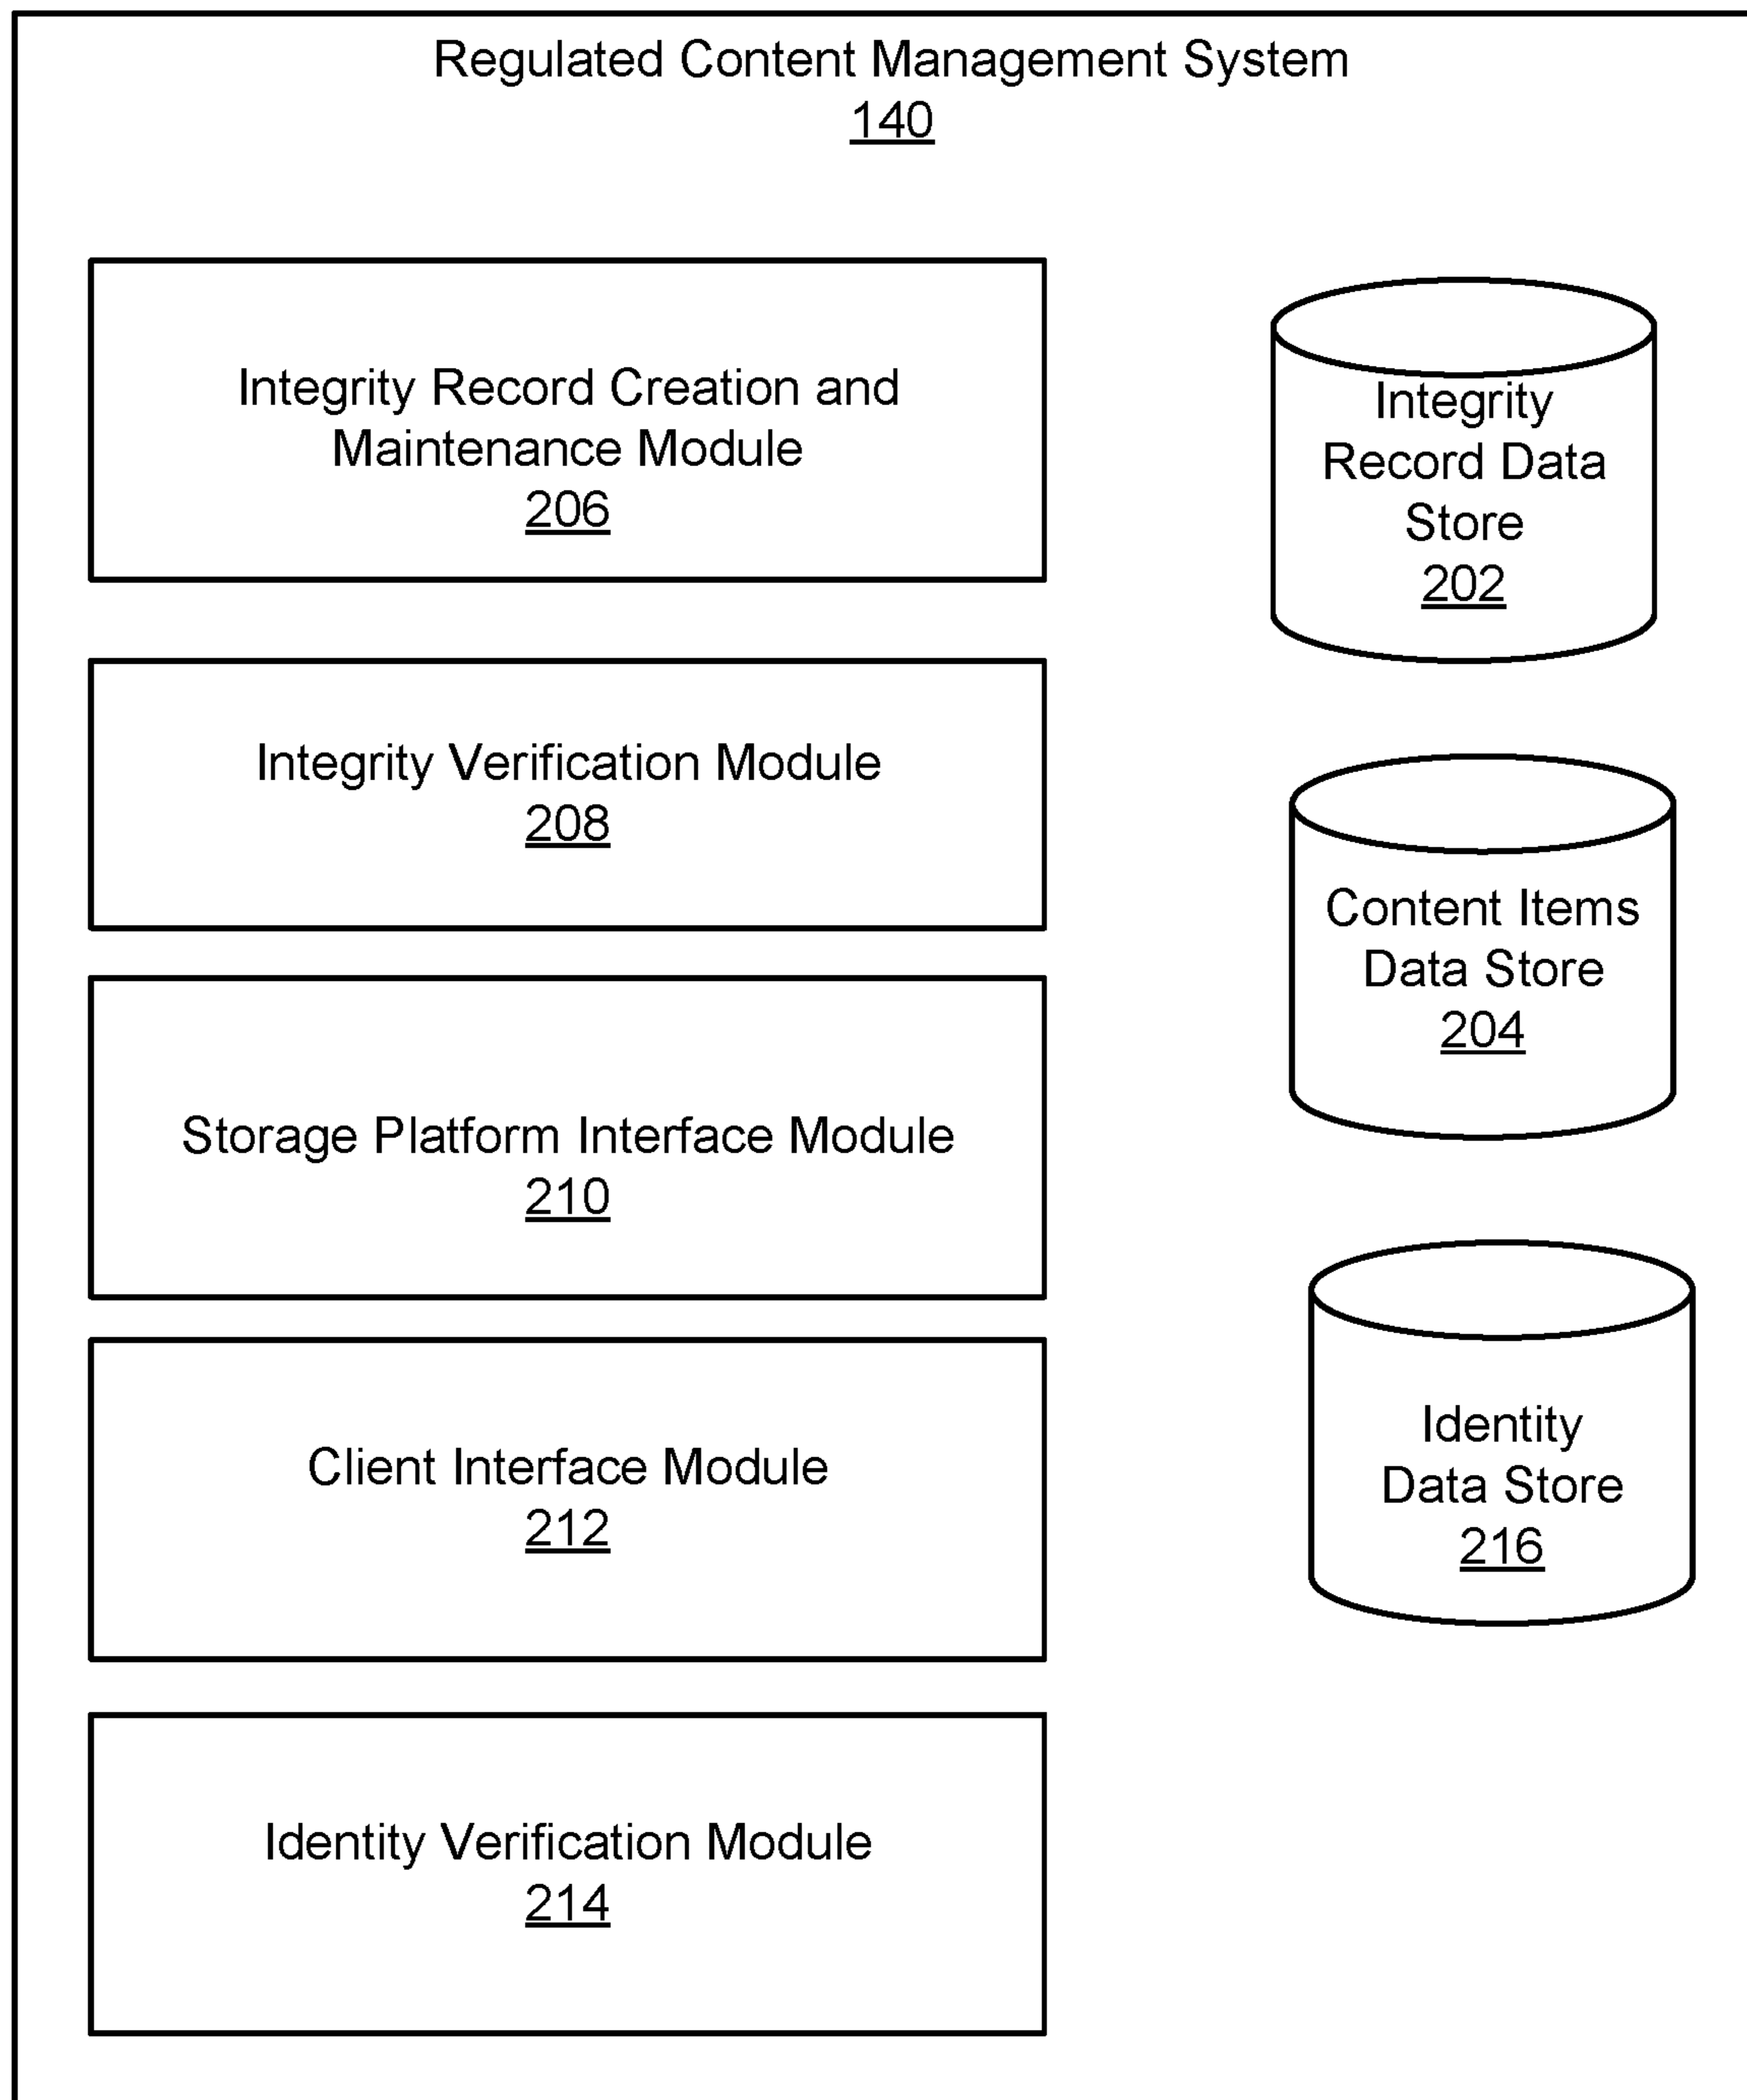 Regulated Content Management System
140
Integrity Record Creation and
Maintenance Module
206
Integrity Verification Module
208
Storage Platform Interface Module
210
Client Interface Module
212
Identity Verification Module
214
Integrity
Record Data
Store
202
Content Items
Data Store
204
Identity
Data Store
216